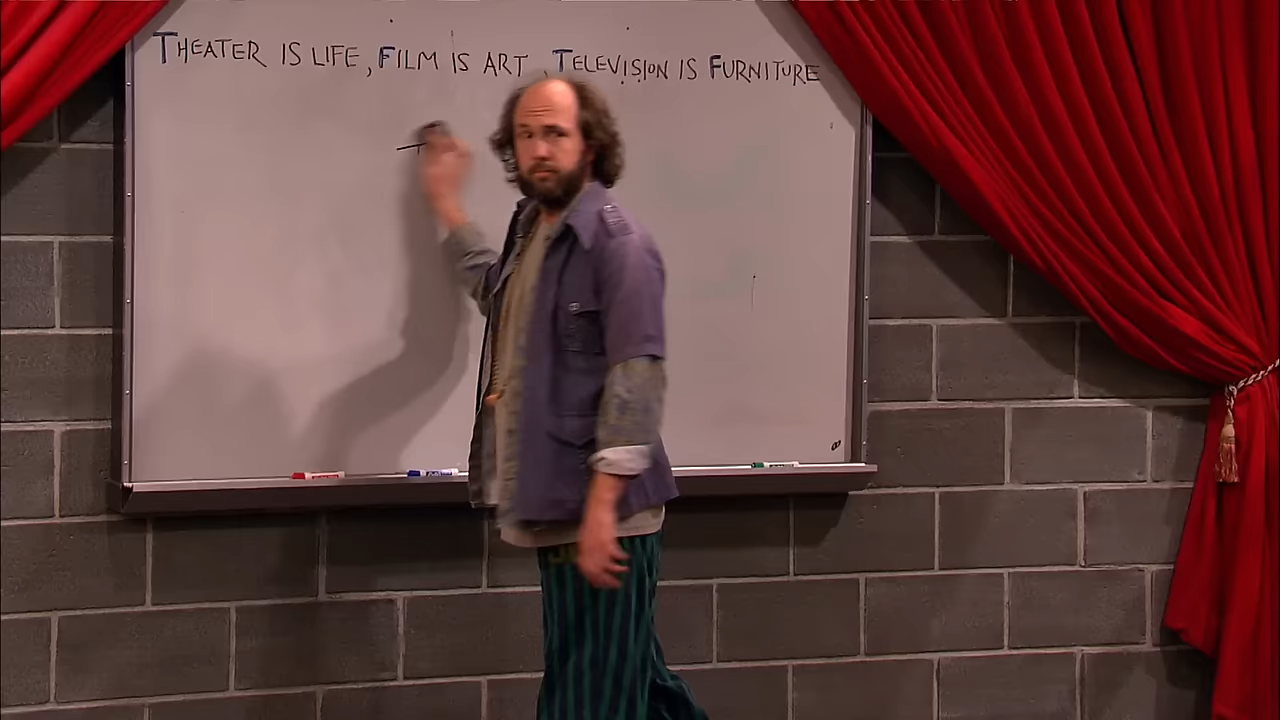 THEATER IS LIFE, FILM IS ART, TELEVISION IS FURNITURE